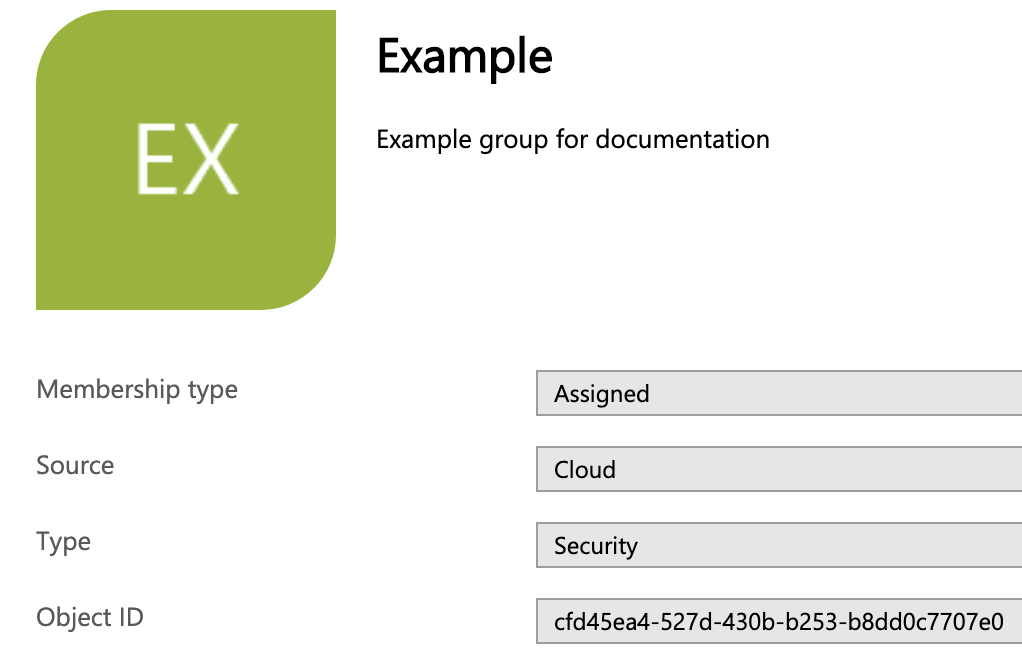 EX
Example
Example group for documentation
Membership type
Assigned
Source
Cloud
Type
Security
Object ID
cfd45ea4-527d-430b-b253-b8dd0c7707e0